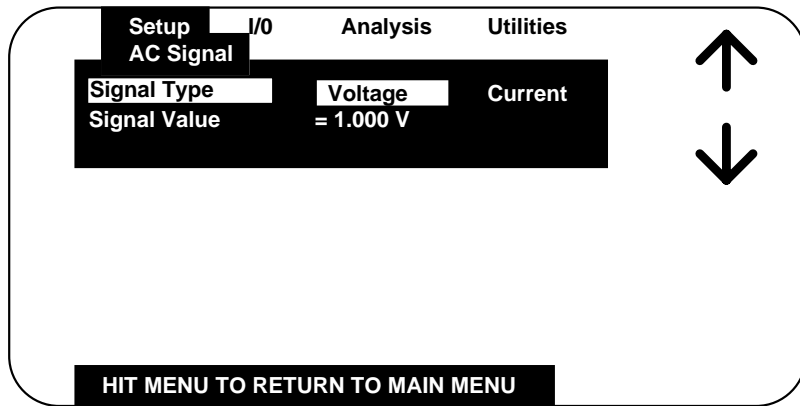 Setup I/0 Analysis Utilities
AC Signal
Signal Type Voltage Current
Signal Value = 1.000 V
HIT MENU TO RETURN TO MAIN MENU